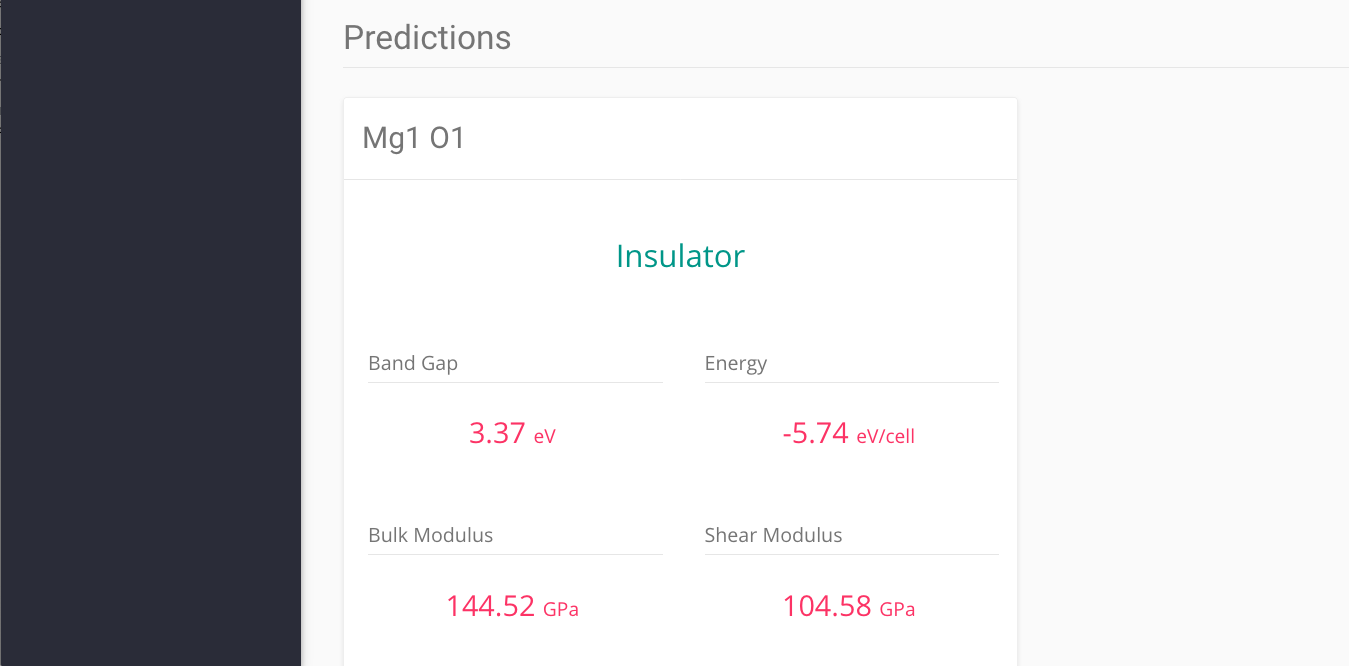 Predictions
Mg1 O1
Insulator
Band Gap
Energy
3.37 eV
-5.74 eV/cell
Bulk Modulus
Shear Modulus
144.52 GPa
104.58 GPa